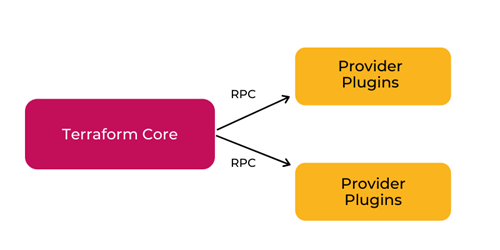 Provider
Plugins
RPC
Terraform Core
RPC
Provider
Plugins